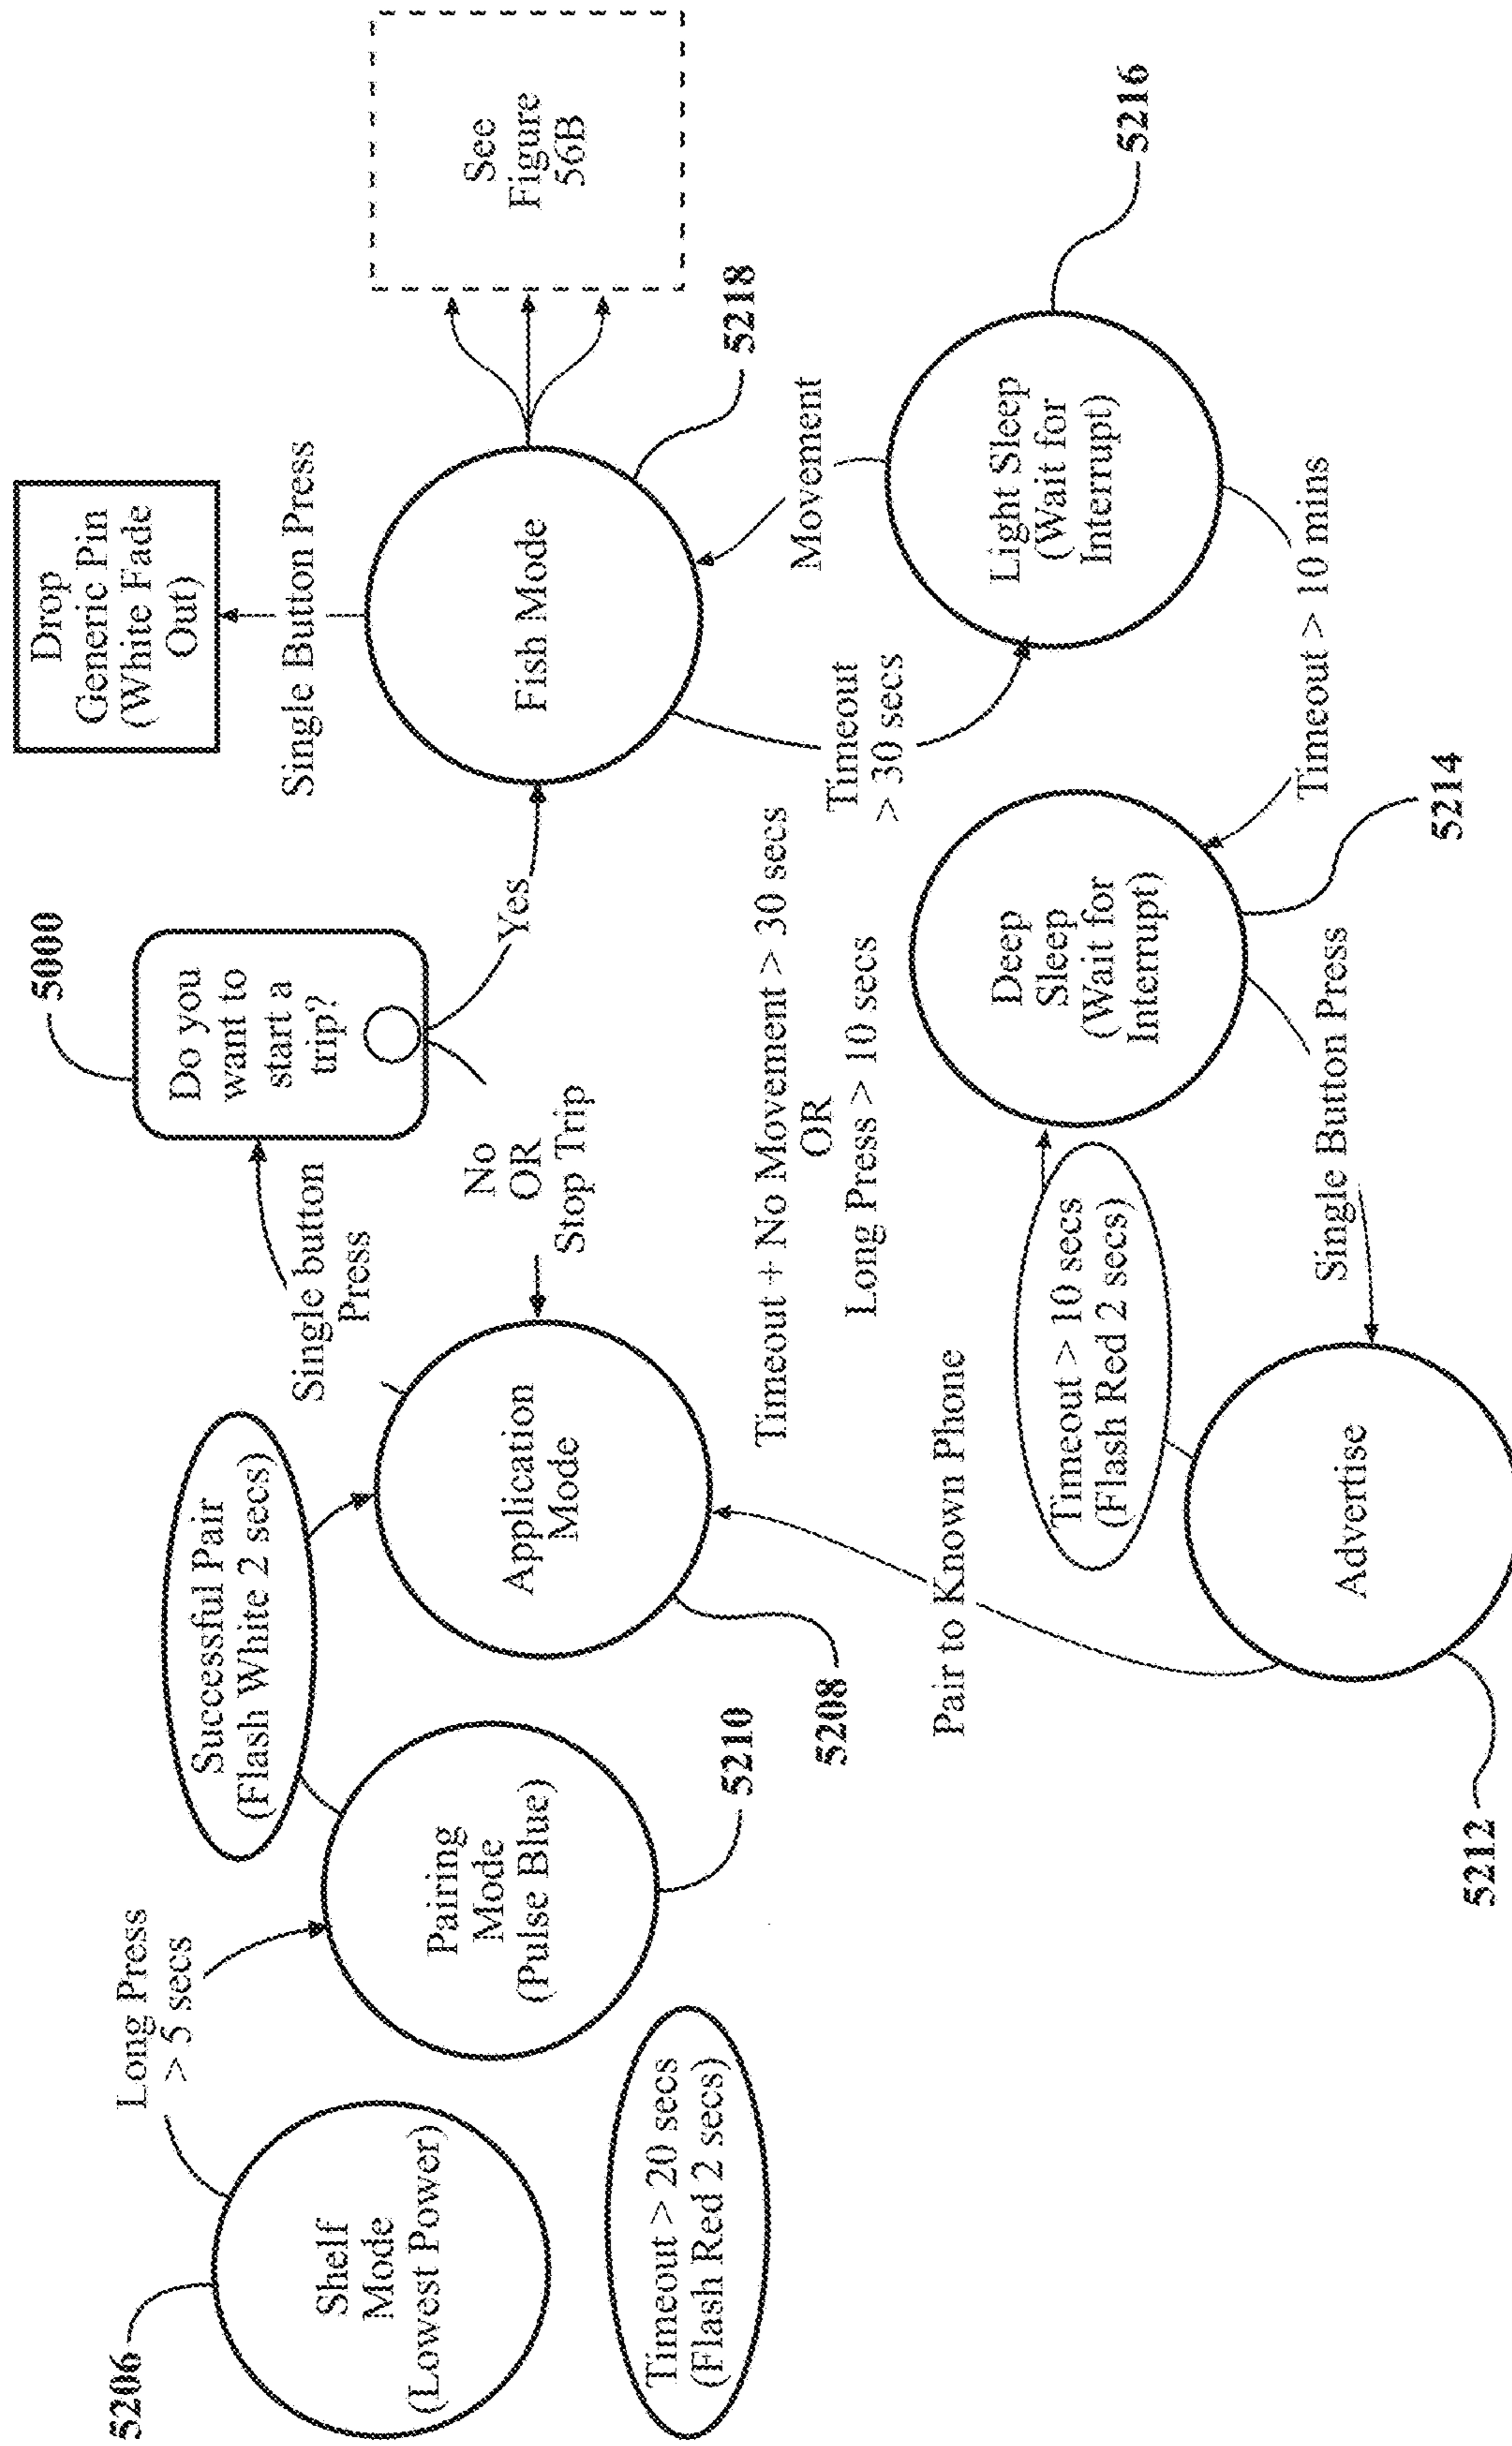 5206
Shelf
Mode
(Lowest Power)
Long Press
> 5 secs
Timeout > 20 secs
(Flash Red 2 secs)
Pairing
Mode
(Pulse Blue)
5210
Successful Pair
(Flash White 2 secs)
Application
Mode
5208
Single button
Press
5000
Do you
want to
start a
trip?
No
OR
Stop Trip
Yes
Drop
Generic Pin
(White Fade
Out)
Single Button Press
Fish Mode
5218
See
Figure
56B
Timeout + No Movement > 30 secs
OR
Long Press > 10 secs
Timeout
> 30 secs
Movement
Light Sleep
(Wait for
Interrupt)
5216
Timeout > 10 mins
Deep
Sleep
(Wait for
Interrupt)
5214
Timeout > 10 secs
(Flash Red 2 secs)
Single Button Press
Pair to Known Phone
Advertise
5212